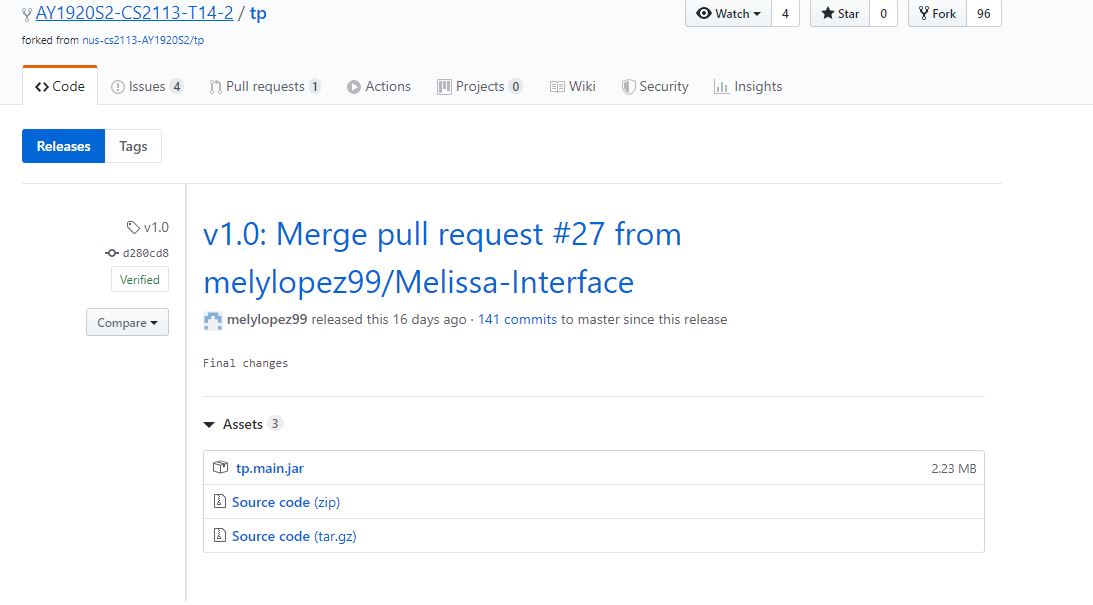 AY1920S2-CS2113-T14-2 / tp
Watch 4 Star 0 Fork 96
forked from nus-cs2113-AY1920S2/tp
Code Issues 4 Pull requests 1 Actions Projects 0 Wiki Security Insights
Releases Tags
v1.0
d280cd8
Verified
Compare
v1.0: Merge pull request #27 from
melylopez99/Melissa-Interface
melylopez99 released this 16 days ago · 141 commits to master since this release
Final changes
Assets 3
tp.main.jar 2.23 MB
Source code (zip)
Source code (tar.gz)